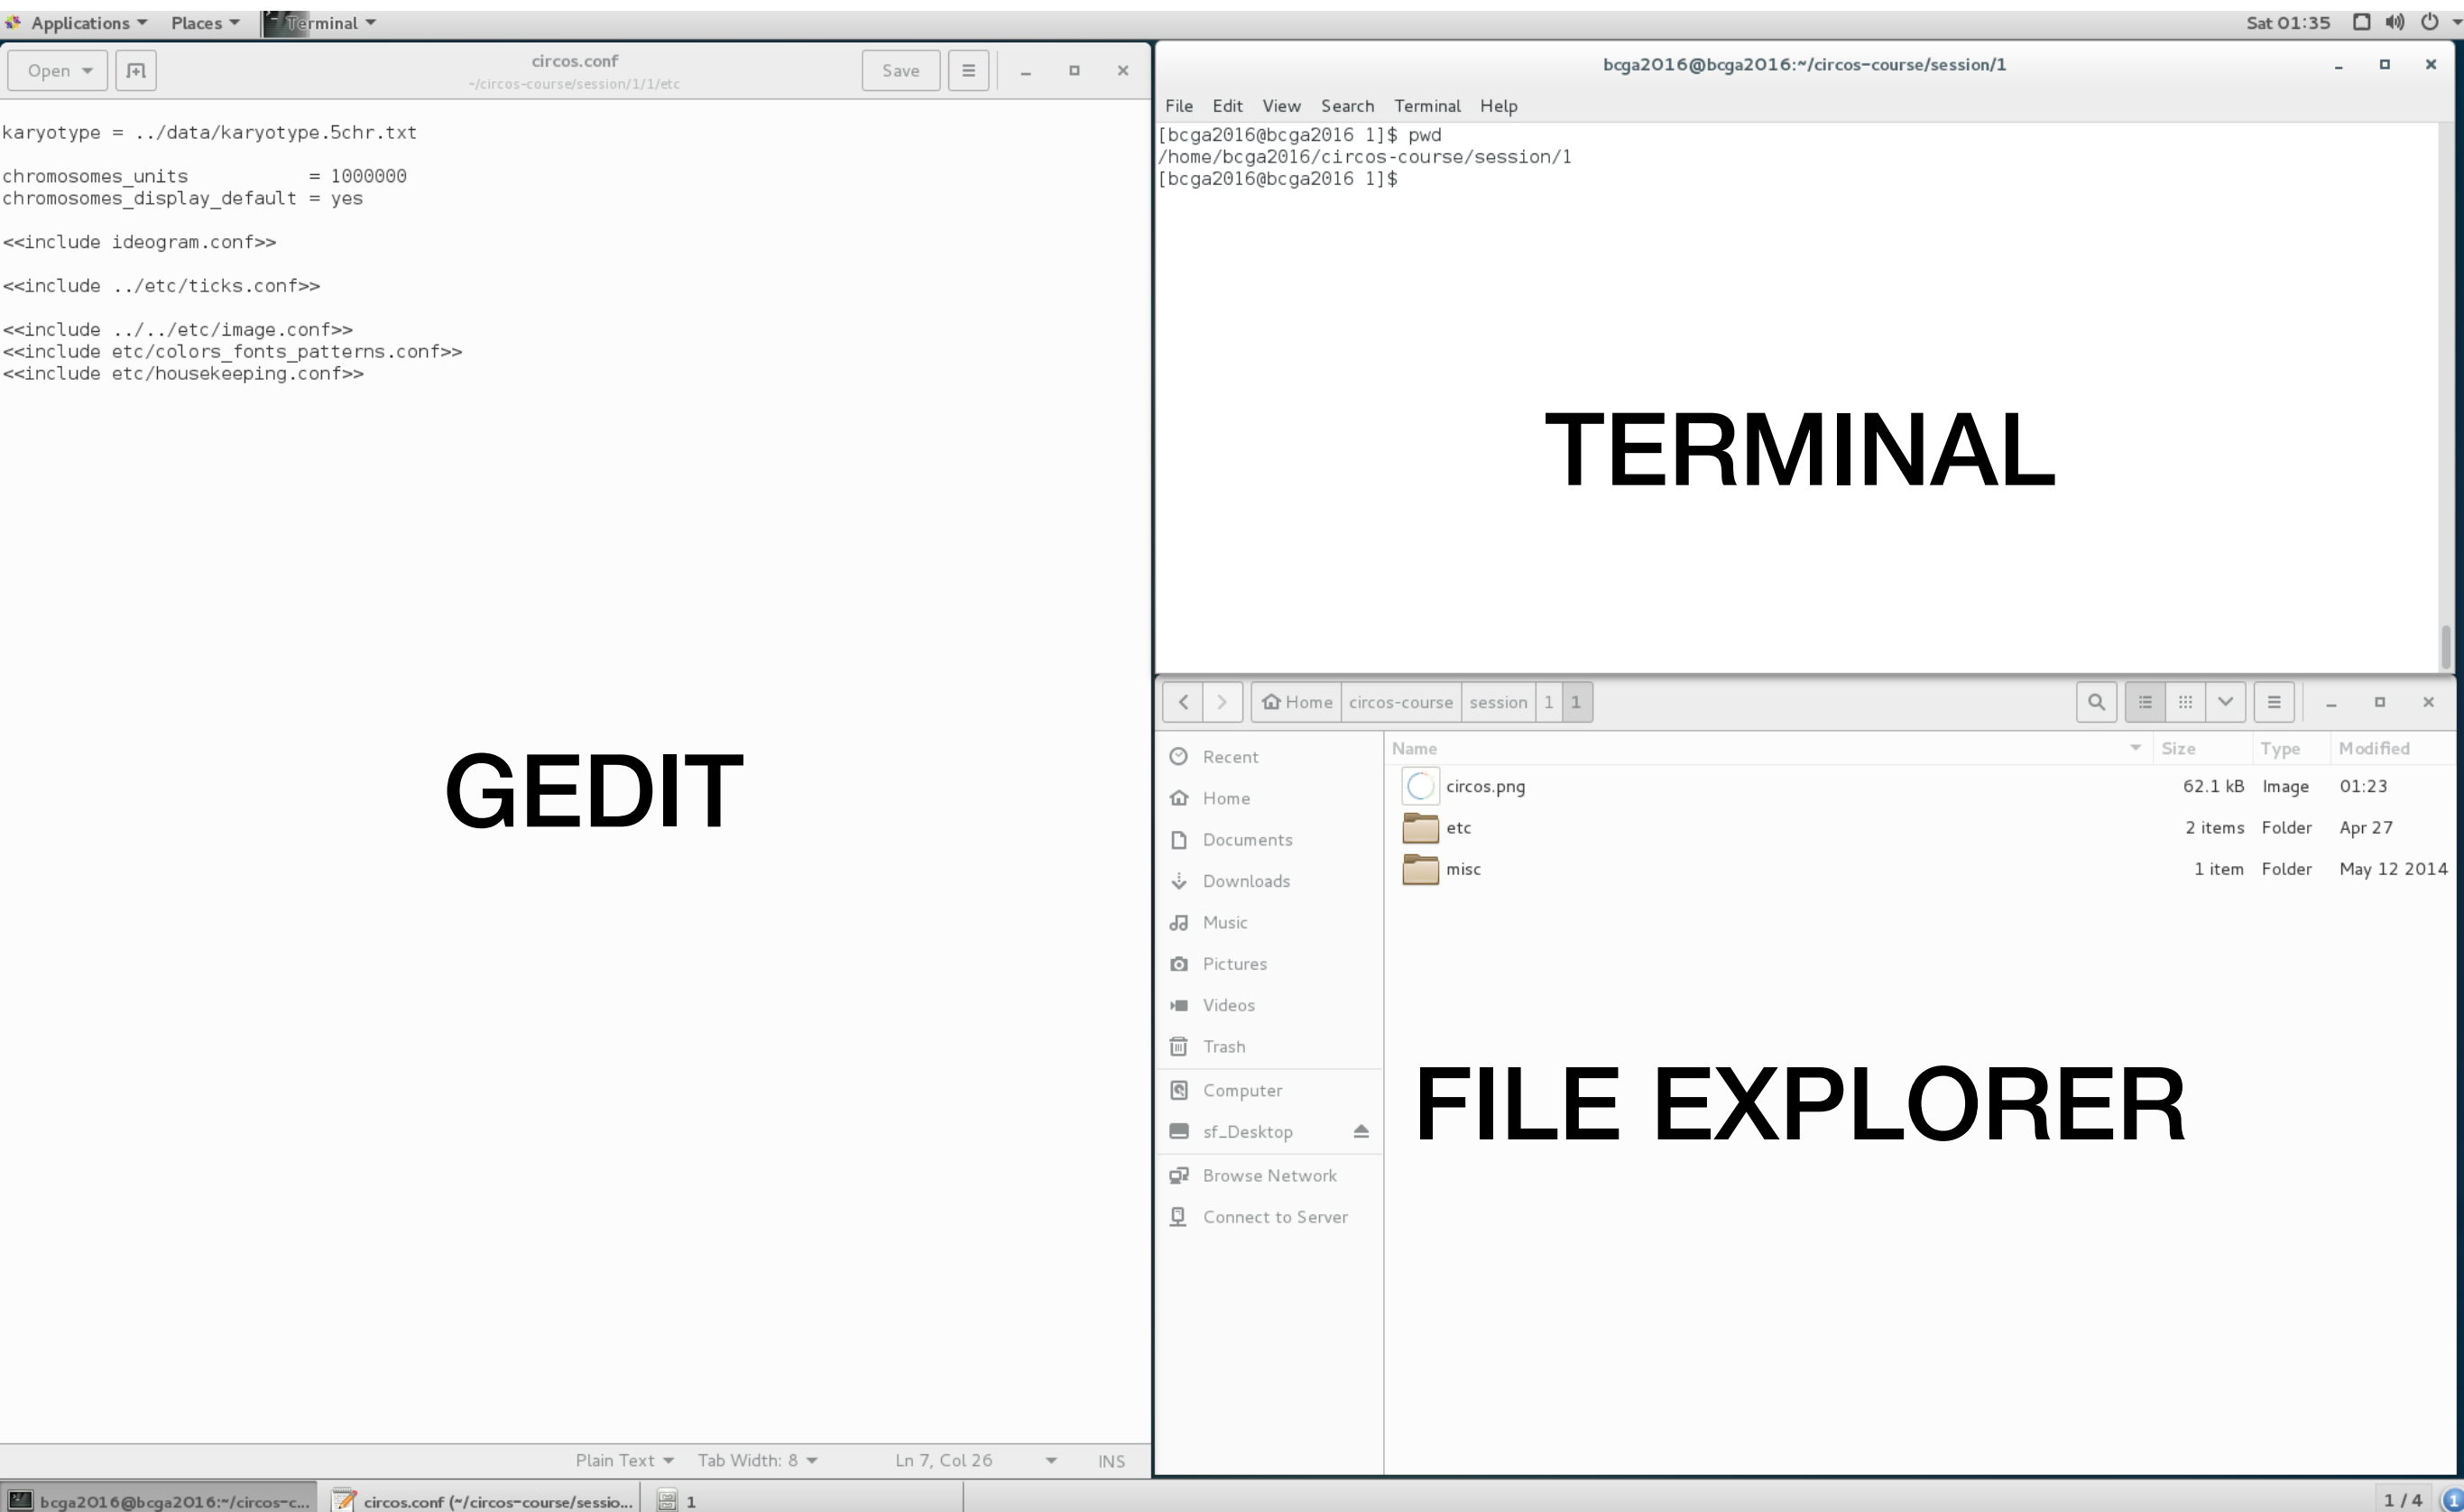 Applications Places Terminal Sat 01:35
Open circos.conf Save
~/circos-course/session/1/1/etc
karyotype = ../data/karyotype.5chr.txt
chromosomes_units = 1000000
chromosomes_display_default = yes
<<include ideogram.conf>>
<<include ../etc/ticks.conf>>
<<include ../../etc/image.conf>>
<<include etc/colors_fonts_patterns.conf>>
<<include etc/housekeeping.conf>>
GEDIT
Plain Text Tab Width: 8 Ln 7, Col 26 INS
bcga2016@bcga2016:~/circos-course/session/1
File Edit View Search Terminal Help
[bcga2016@bcga2016 1]$ pwd
/home/bcga2016/circos-course/session/1
[bcga2016@bcga2016 1]$
TERMINAL
Home circos-course session 1 1
Recent
Home
Documents
Downloads
Music
Pictures
Videos
Trash
Computer
sf_Desktop
Browse Network
Connect to Server
Name Size Type Modified
circos.png 62.1 kB Image 01:23
etc 2 items Folder Apr 27
misc 1 item Folder May 12 2014
FILE EXPLORER
bcga2016@bcga2016:~/circos-c... circos.conf (~/circos-course/sessio... 1 1 / 4 1